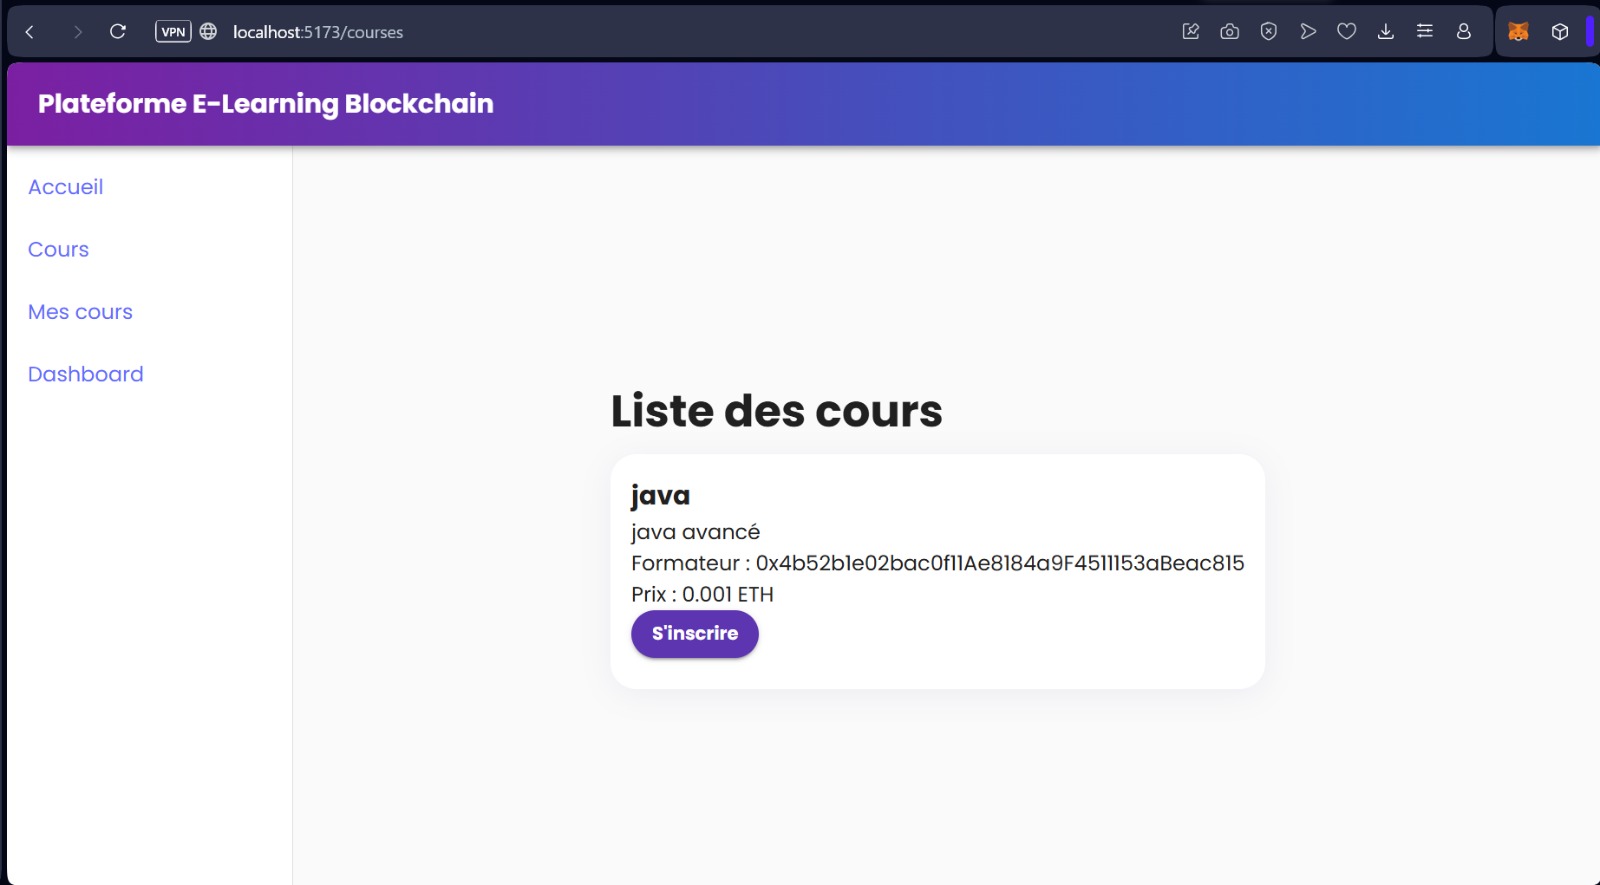 VPN
localhost:5173/courses
Plateforme E-Learning Blockchain
Accueil
Cours
Mes cours
Dashboard
Liste des cours
java
java avancé
Formateur : 0x4b52b1e02bac0f11Ae8184a9F4511153aBeac815
Prix : 0.001 ETH
S'inscrire